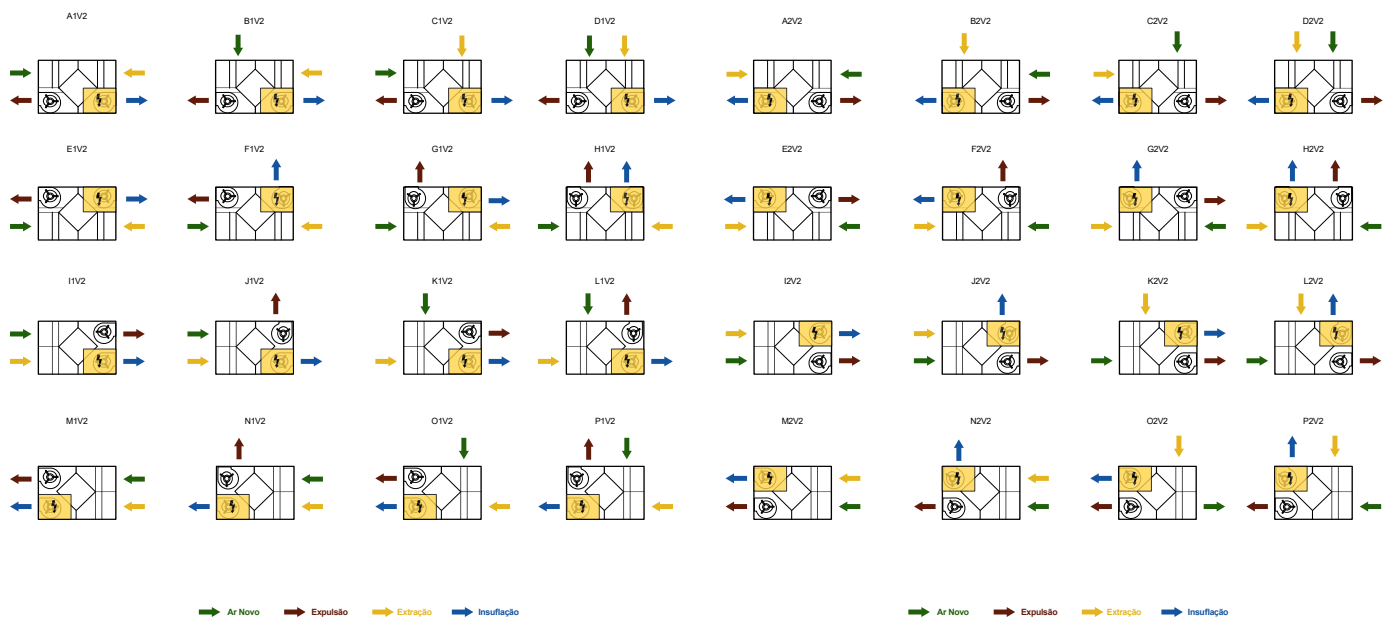 A1V2
B1V2
C1V2
D1V2
A2V2
B2V2
C2V2
D2V2
E1V2
F1V2
G1V2
H1V2
E2V2
F2V2
G2V2
H2V2
I1V2
J1V2
K1V2
L1V2
I2V2
J2V2
K2V2
L2V2
M1V2
N1V2
O1V2
P1V2
M2V2
N2V2
O2V2
P2V2
Ar Novo Expulsão Extração Insuflação
Ar Novo Expulsão Extração Insuflação